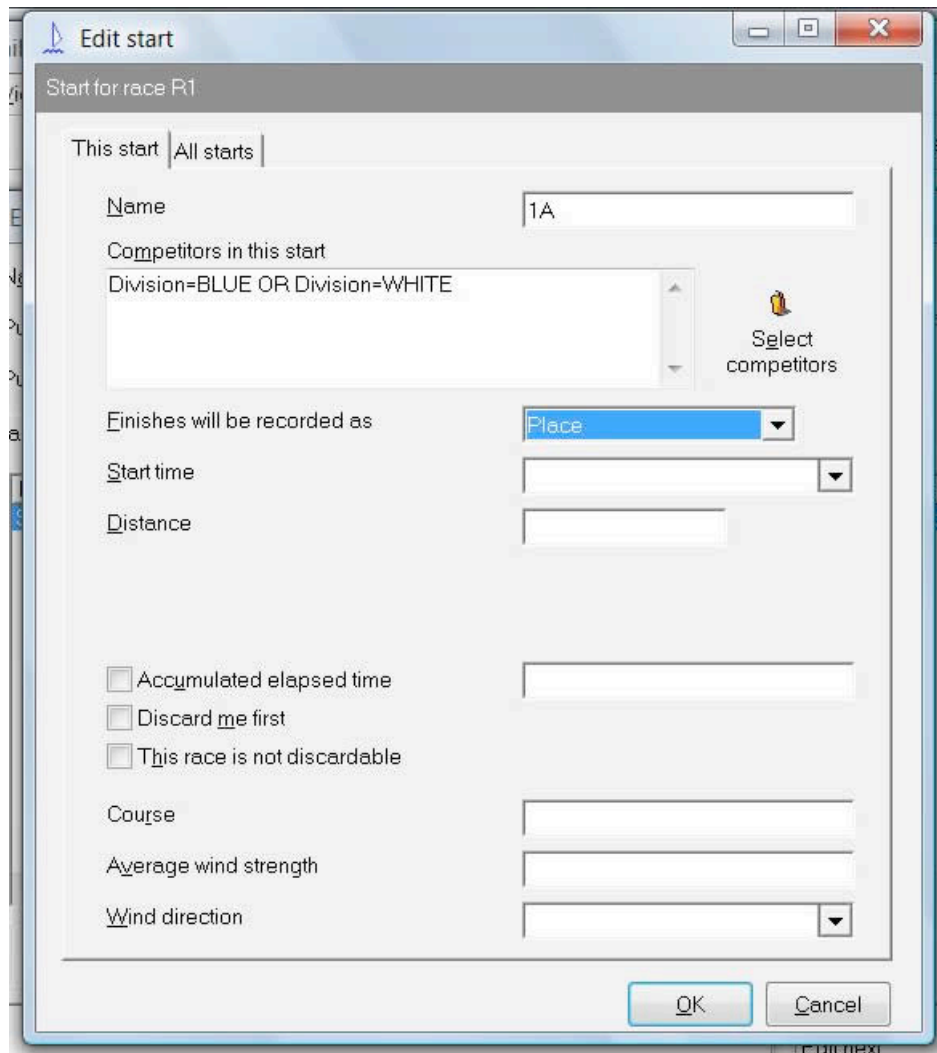 Edit start
Start for race R1
This start All starts
Name 1A
Competitors in this start
Division=BLUE OR Division=WHITE
Select
competitors
Finishes will be recorded as Place
Start time
Distance
Accumulated elapsed time
Discard me first
This race is not discardable
Course
Average wind strength
Wind direction
OK Cancel